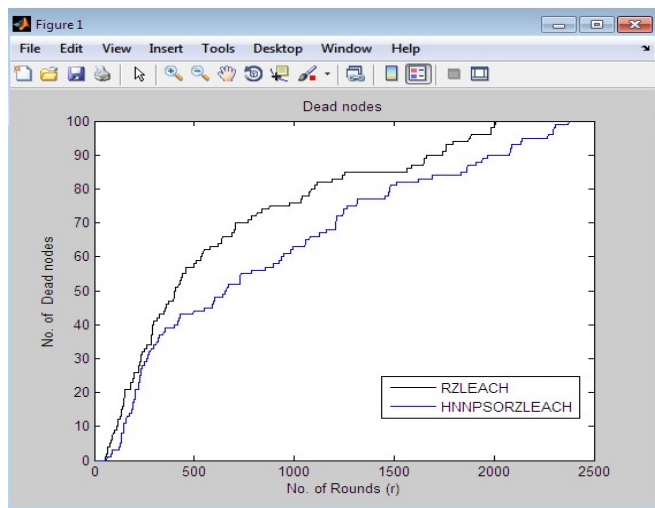 Figure 1
File Edit View Insert Tools Desktop Window Help
Dead nodes
100
90
80
70
60
50
40
30
20
10
0
No. of Dead nodes
RZLEACH
HNNPSORZLEACH
0 500 1000 1500 2000 2500
No. of Rounds (r)